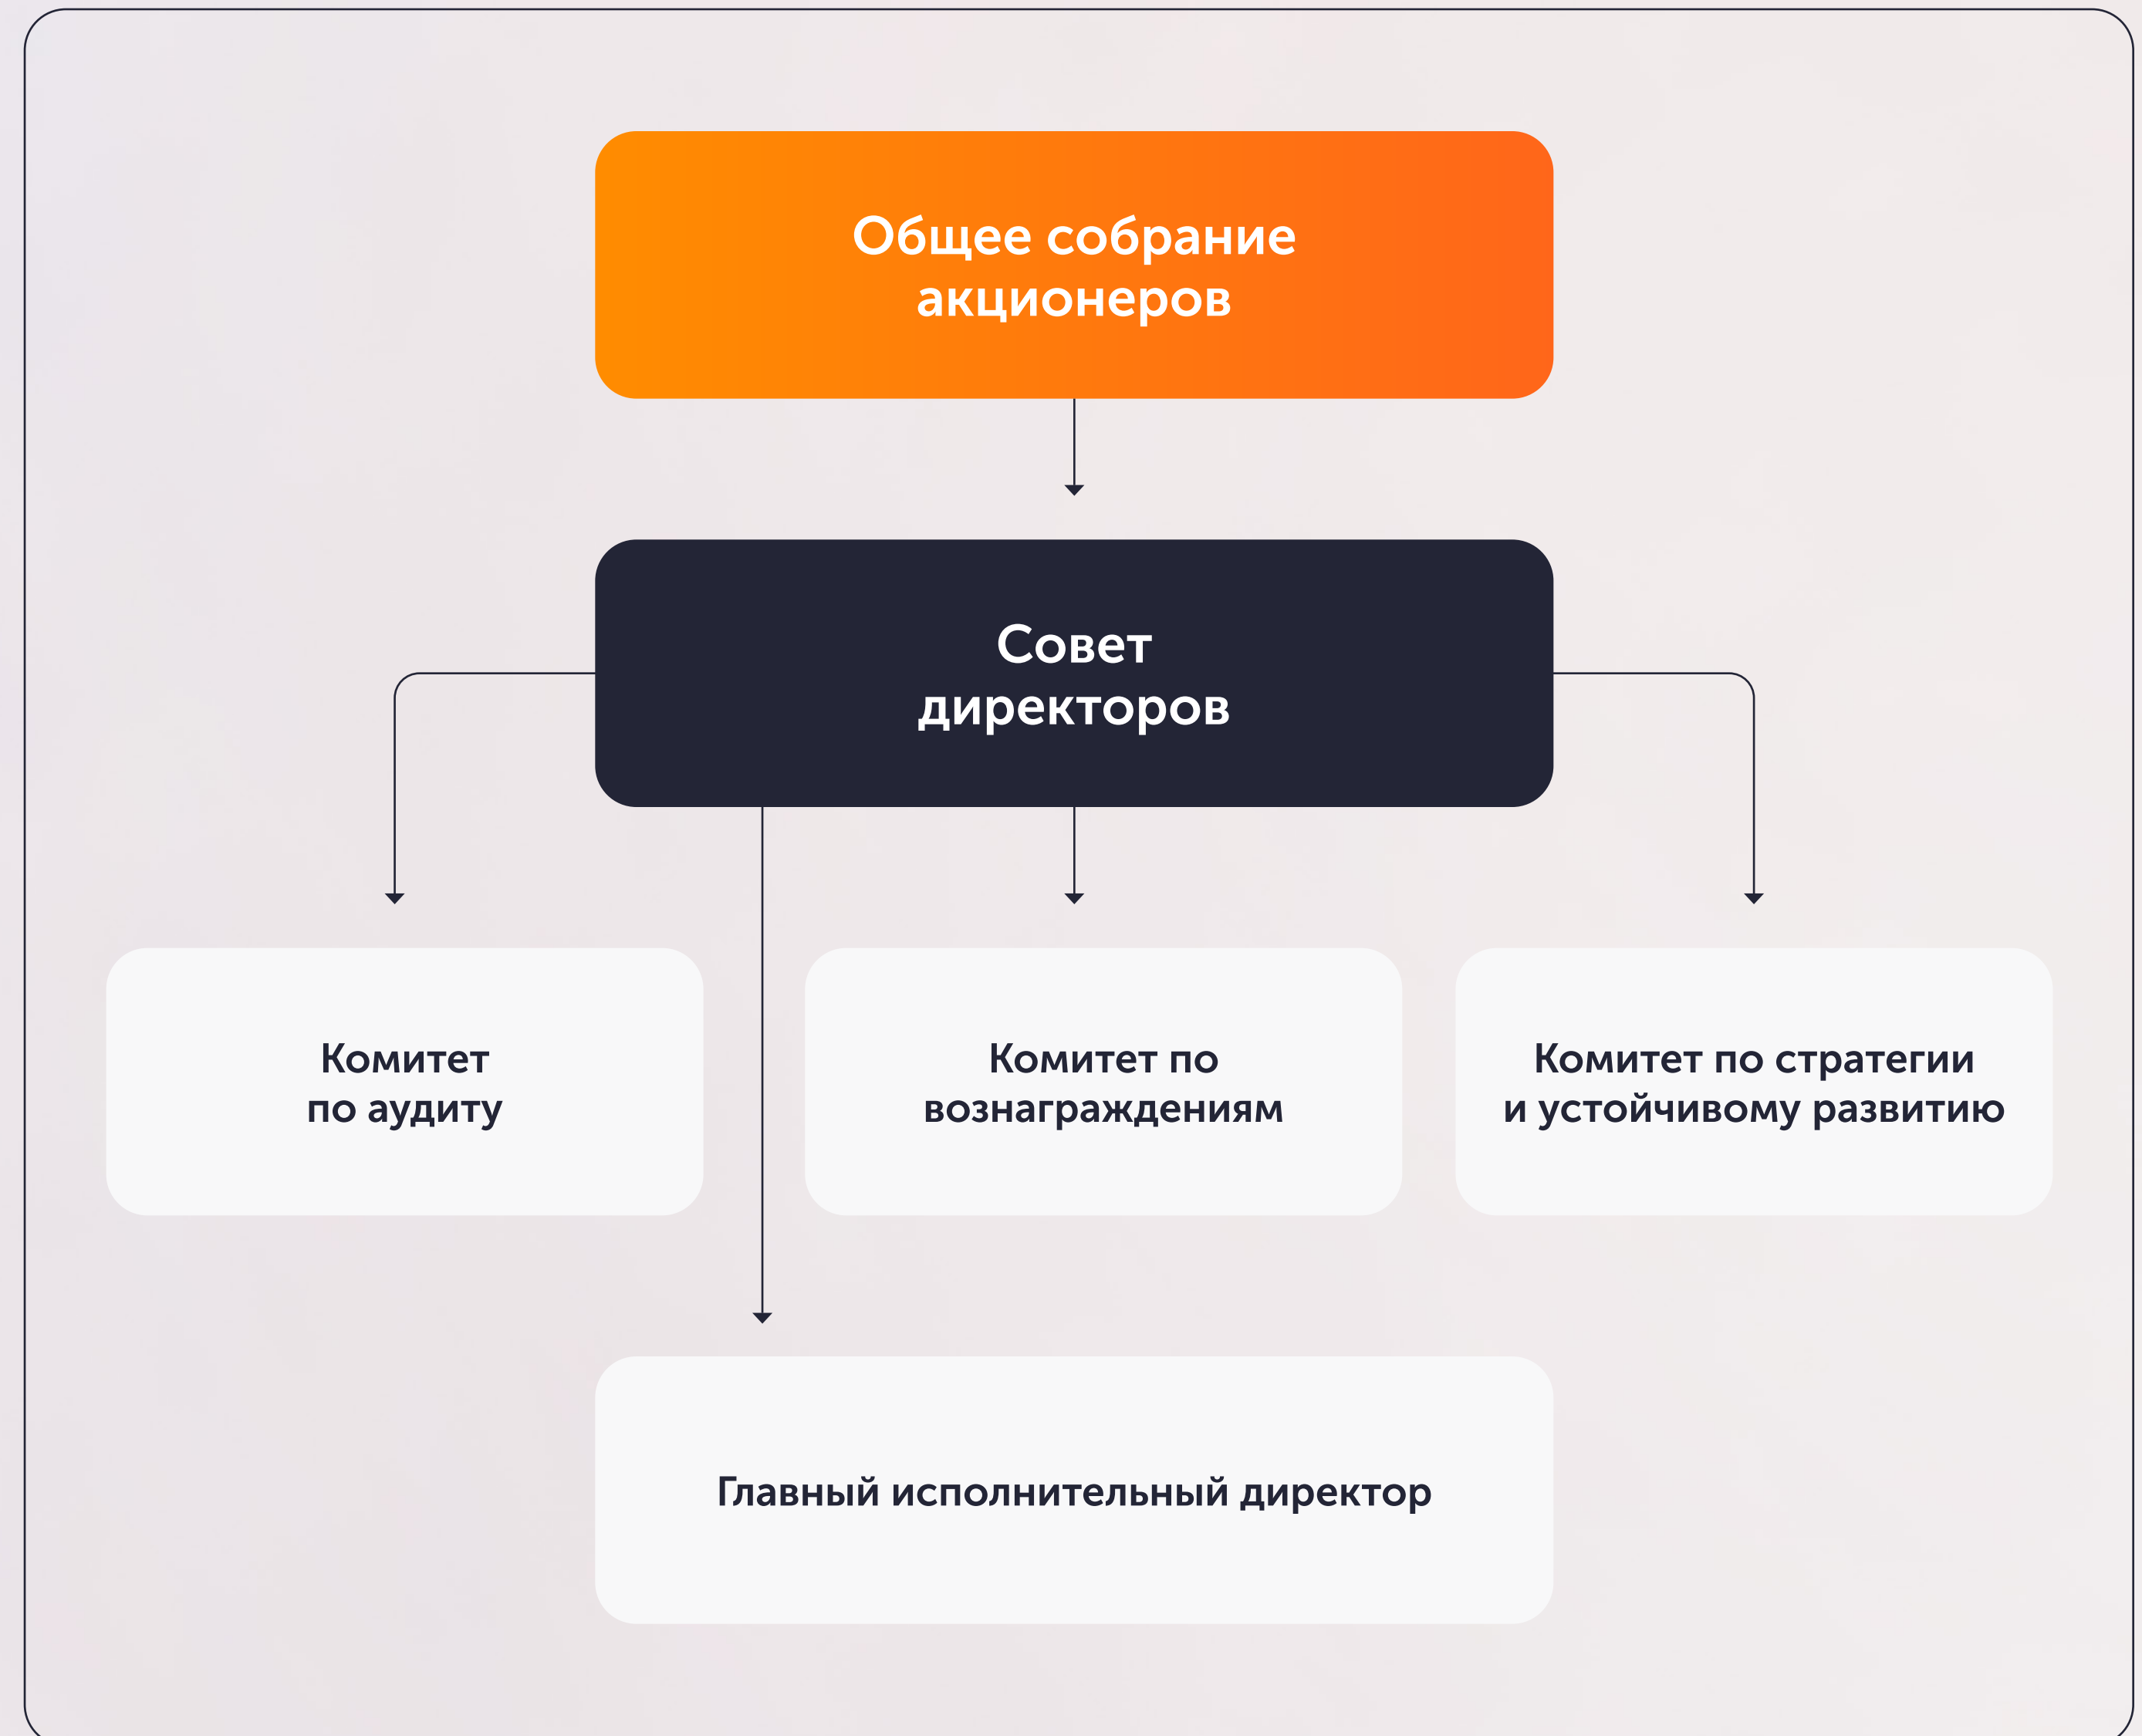 Общее собрание
акционеров
Совет
директоров
Комитет
по аудиту
Комитет по
вознаграждениям
Комитет по стратегии
и устойчивому развитию
Главный исполнительный директор